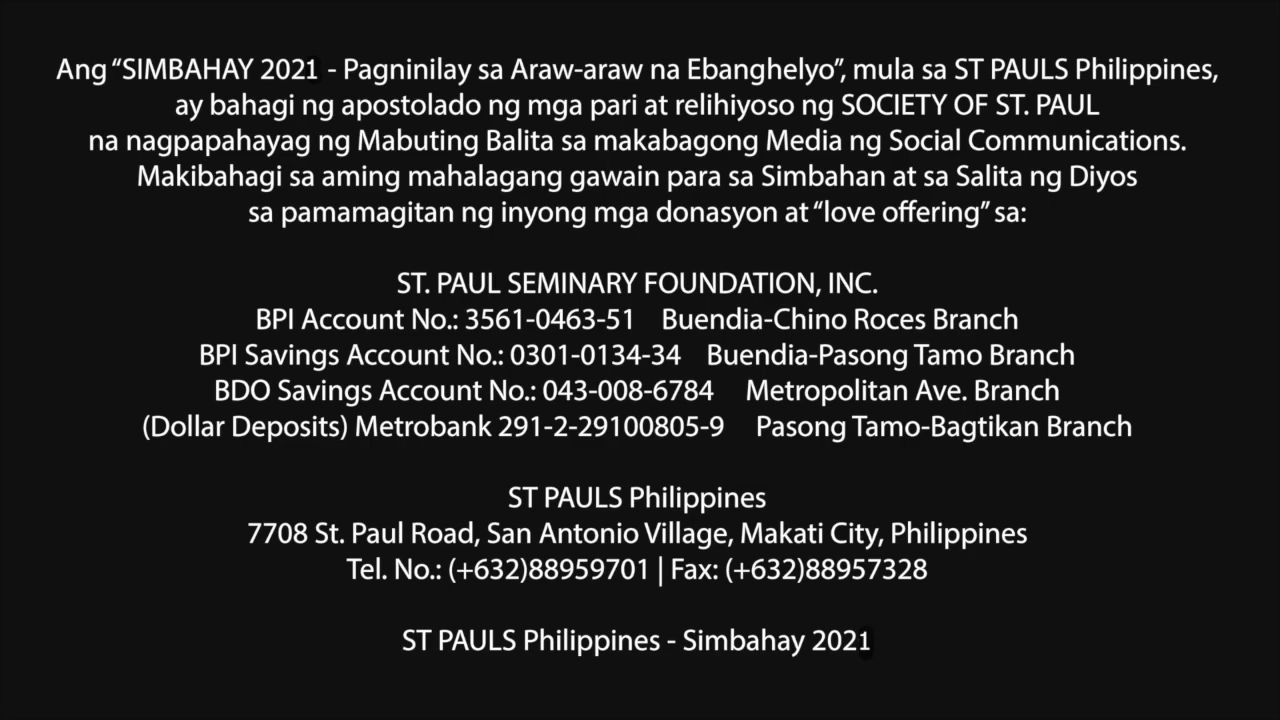 Ang “SIMBAHAY 2021 - Pagninilay sa Araw-araw na Ebanghelyo”, mula sa ST PAULS Philippines,
ay bahagi ng apostolado ng mga pari at relihiyoso ng SOCIETY OF ST. PAUL
na nagpapahayag ng Mabuting Balita sa makabagong Media ng Social Communications.
Makibahagi sa aming mahalagang gawain para sa Simbahan at sa Salita ng Diyos
sa pamamagitan ng inyong mga donasyon at “love offering” sa:
ST. PAUL SEMINARY FOUNDATION, INC.
BPI Account No.: 3561-0463-51 Buendia-Chino Roces Branch
BPI Savings Account No.: 0301-0134-34 Buendia-Pasong Tamo Branch
BDO Savings Account No.: 043-008-6784 Metropolitan Ave. Branch
(Dollar Deposits) Metrobank 291-2-29100805-9 Pasong Tamo-Bagtikan Branch
ST PAULS Philippines
7708 St. Paul Road, San Antonio Village, Makati City, Philippines
Tel. No.: (+632)88959701 | Fax: (+632)88957328
ST PAULS Philippines - Simbahay 2021